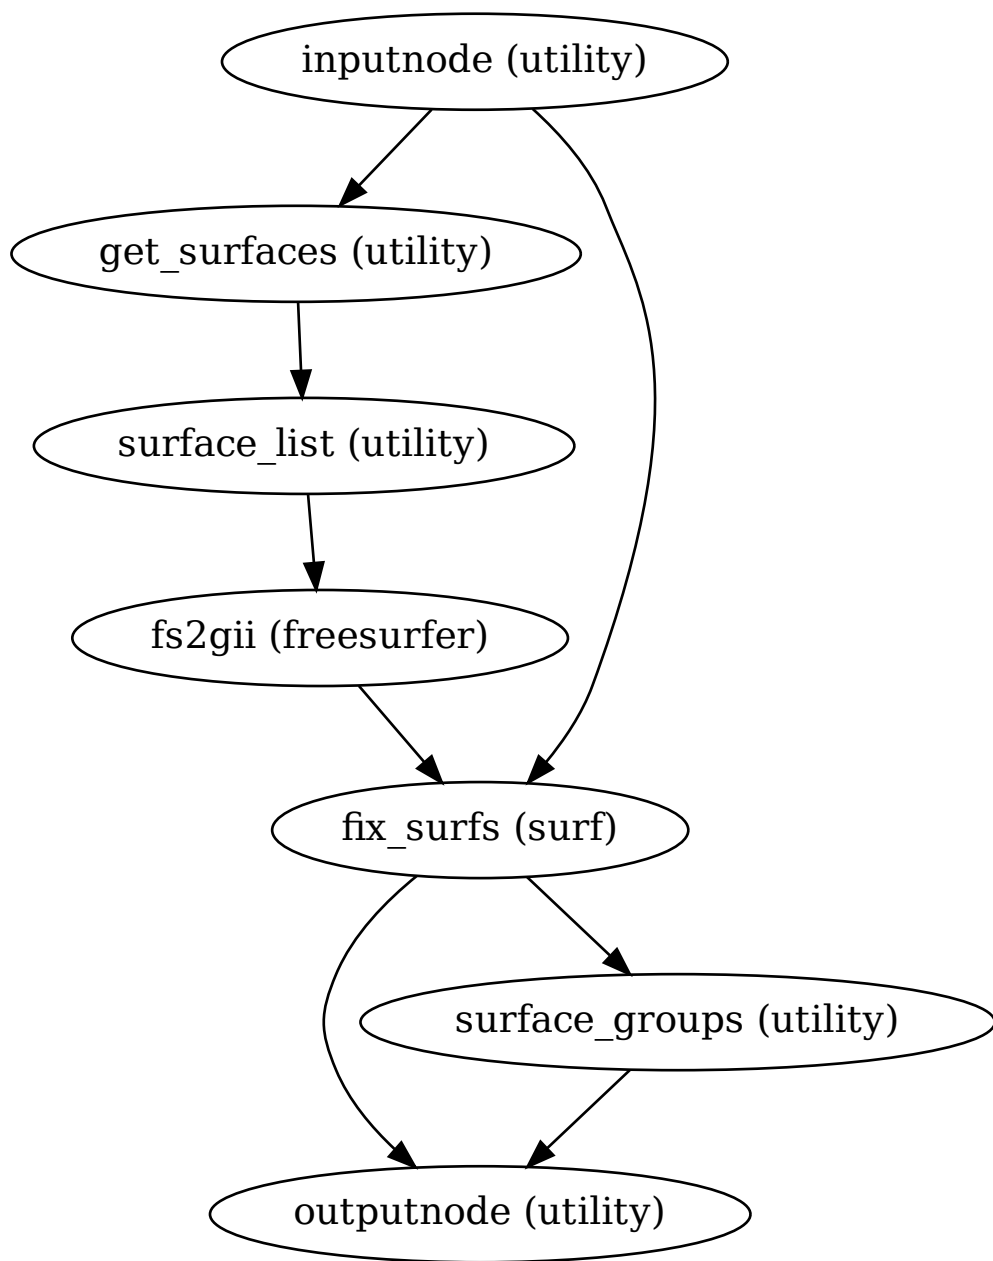 inputnode (utility)
get_surfaces (utility)
surface_list (utility)
fs2gii (freesurfer)
fix_surfs (surf)
surface_groups (utility)
outputnode (utility)